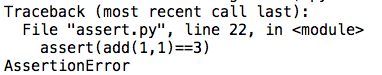 Traceback (most recent call last):
  File "assert.py", line 22, in <module>
    assert(add(1,1)==3)
AssertionError